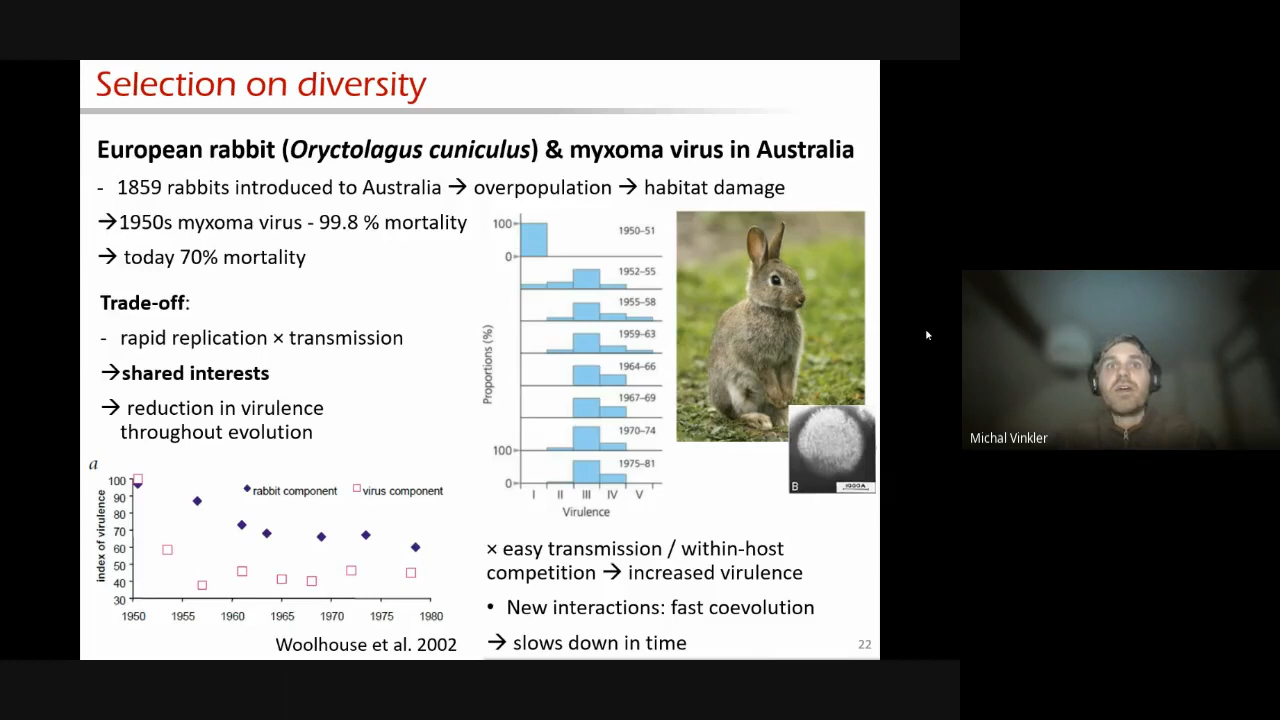 Selection on diversity
European rabbit (Oryctolagus cuniculus) & myxoma virus in Australia
- 1859 rabbits introduced to Australia → overpopulation → habitat damage
→1950s myxoma virus - 99.8 % mortality
→ today 70% mortality
Trade-off:
- rapid replication × transmission
→shared interests
→ reduction in virulence
throughout evolution
a
index of virulence
100
90
80
70
60
50
40
30
rabbit component
virus component
1950 1955 1960 1965 1970 1975 1980
Woolhouse et al. 2002
Proportions (%)
100
0
1950–51
1952–55
1955–58
1959–63
1964–66
1967–69
1970–74
100
1975–81
0
I II III IV V
Virulence
B
× easy transmission / within-host
competition → increased virulence
• New interactions: fast coevolution
→ slows down in time
22
Michal Vinkler